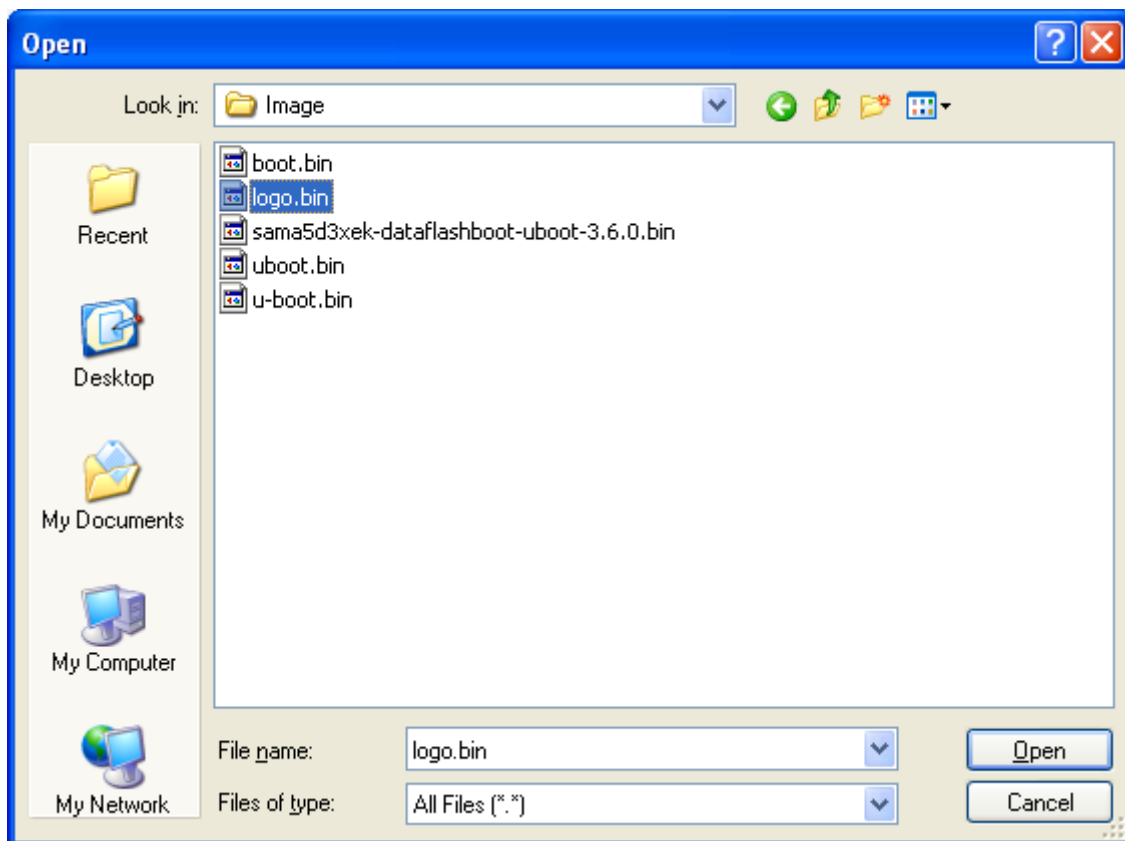 Open
Look in: Image
boot.bin
logo.bin
sama5d3xek-dataflashboot-uboot-3.6.0.bin
uboot.bin
u-boot.bin
Recent
Desktop
My Documents
My Computer
My Network
File name: logo.bin Open
Files of type: All Files (*.*) Cancel